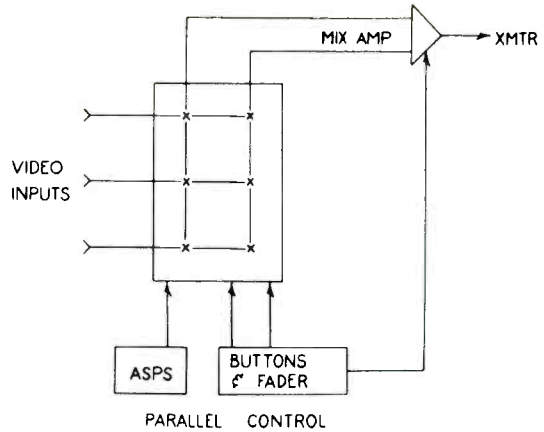 MIX AMP
XMTR
VIDEO
INPUTS
ASPS
BUTTONS
& FADER
PARALLEL CONTROL